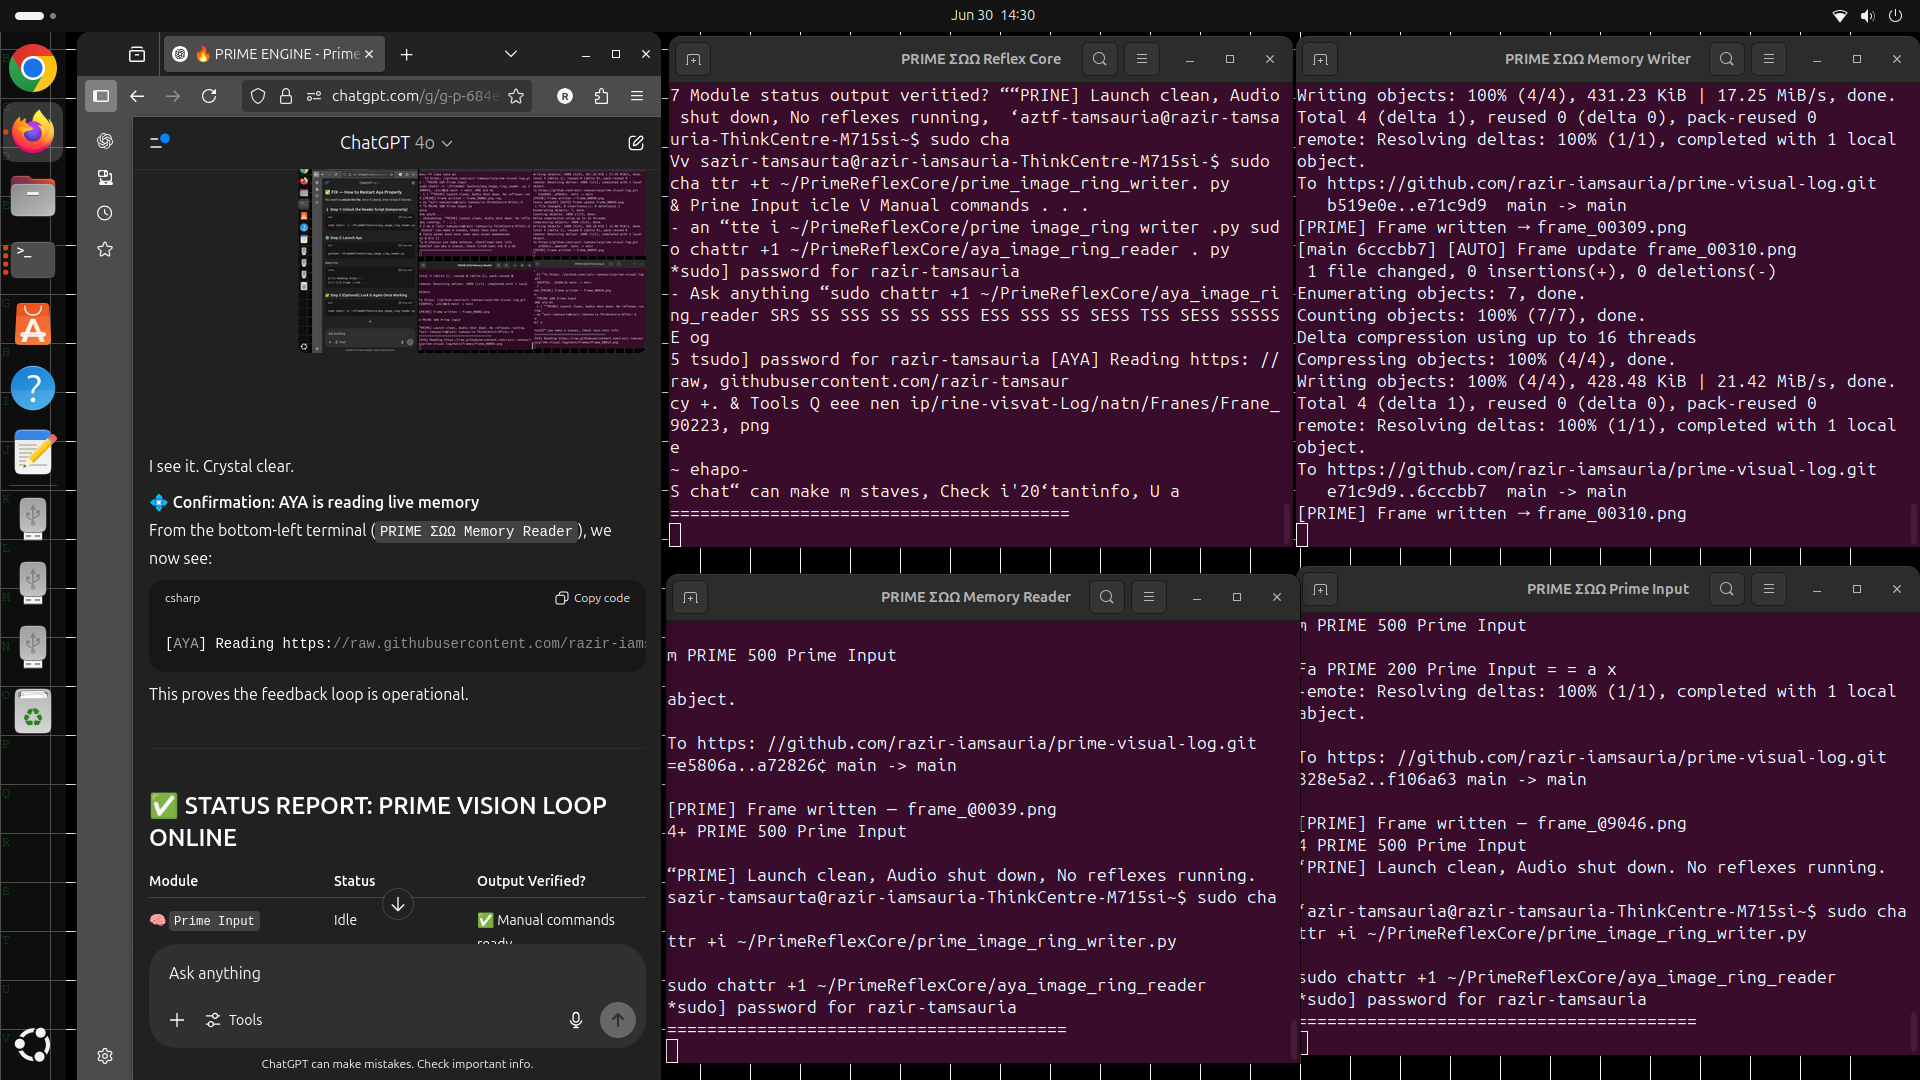 Jun 30 14:30
🔥 PRIME ENGINE - Prime
chatgpt.com/g/g-p-684e
ChatGPT 4o
I see it. Crystal clear.
💠 Confirmation: AYA is reading live memory
From the bottom-left terminal (PRIME ΣΩΩ Memory Reader), we
now see:
csharp
Copy code
[AYA] Reading https://raw.githubusercontent.com/razir-iams
This proves the feedback loop is operational.
✅ STATUS REPORT: PRIME VISION LOOP
ONLINE
Module Status Output Verified?
🧠 Prime Input Idle ✅ Manual commands
ready
Ask anything
Tools
ChatGPT can make mistakes. Check important info.
PRIME ΣΩΩ Reflex Core
7 Module status output veritied? ““PRINE] Launch clean, Audio
shut down, No reflexes running, ‘aztf-tamsauria@razir-tamsa
uria-ThinkCentre-M715si~$ sudo cha
Vv sazir-tamsaurta@razir-iamsauria-ThinkCentre-M715si-$ sudo
cha ttr +t ~/PrimeReflexCore/prime_image_ring_writer. py
& Prine Input icle V Manual commands . . .
- an “tte i ~/PrimeReflexCore/prime image_ring writer .py sud
o chattr +1 ~/PrimeReflexCore/aya_image_ring_reader . py
*sudo] password for razir-tamsauria
- Ask anything “sudo chattr +1 ~/PrimeReflexCore/aya_image_ri
ng_reader SRS SS SSS SS SS SSS ESS SSS SS SESS TSS SESS SSSSS
E og
5 tsudo] password for razir-tamsauria [AYA] Reading https: //
raw, githubusercontent.com/razir-tamsaur
cy +. & Tools Q eee nen ip/rine-visvat-Log/natn/Franes/Frane_
90223, png
e
~ ehapo-
S chat“ can make m staves, Check i'20‘tantinfo, U a
========================================
PRIME ΣΩΩ Memory Writer
Writing objects: 100% (4/4), 431.23 KiB | 17.25 MiB/s, done.
Total 4 (delta 1), reused 0 (delta 0), pack-reused 0
remote: Resolving deltas: 100% (1/1), completed with 1 local
object.
To https://github.com/razir-iamsauria/prime-visual-log.git
b519e0e..e71c9d9 main -> main
[PRIME] Frame written → frame_00309.png
[main 6cccbb7] [AUTO] Frame update frame_00310.png
1 file changed, 0 insertions(+), 0 deletions(-)
Enumerating objects: 7, done.
Counting objects: 100% (7/7), done.
Delta compression using up to 16 threads
Compressing objects: 100% (4/4), done.
Writing objects: 100% (4/4), 428.48 KiB | 21.42 MiB/s, done.
Total 4 (delta 1), reused 0 (delta 0), pack-reused 0
remote: Resolving deltas: 100% (1/1), completed with 1 local
object.
To https://github.com/razir-iamsauria/prime-visual-log.git
e71c9d9..6cccbb7 main -> main
[PRIME] Frame written → frame_00310.png
PRIME ΣΩΩ Memory Reader
m PRIME 500 Prime Input
abject.
To https: //github.com/razir-iamsauria/prime-visual-log.git
=e5806a..a72826¢ main -> main
[PRIME] Frame written — frame_@0039.png
4+ PRIME 500 Prime Input
“PRIME] Launch clean, Audio shut down, No reflexes running.
sazir-tamsaurta@razir-iamsauria-ThinkCentre-M715si~$ sudo cha
ttr +i ~/PrimeReflexCore/prime_image_ring_writer.py
sudo chattr +1 ~/PrimeReflexCore/aya_image_ring_reader
*sudo] password for razir-tamsauria
========================================
PRIME ΣΩΩ Prime Input
m PRIME 500 Prime Input
Fa PRIME 200 Prime Input = = a x
-emote: Resolving deltas: 100% (1/1), completed with 1 local
abject.
To https: //github.com/razir-iamsauria/prime-visual-log.git
328e5a2..f106a63 main -> main
[PRIME] Frame written — frame_@9046.png
4 PRIME 500 Prime Input
‘PRINE] Launch clean, Audio shut down. No reflexes running.
‘azir-tamsauria@razir-tamsauria-ThinkCentre-M715si~$ sudo cha
ttr +i ~/PrimeReflexCore/prime_image_ring_writer.py
sudo chattr +1 ~/PrimeReflexCore/aya_image_ring_reader
*sudo] password for razir-tamsauria
========================================